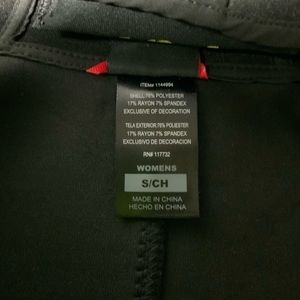 ITEM# 1144994
SHELL:76% POLYESTER
17% RAYON 7% SPANDEX
EXCLUSIVE OF DECORATION
TELA EXTERIOR:76% POLIESTER
17% RAYON 7% SPANDEX
EXCLUSIVO DE DECORACION
RN# 117732
WOMENS
S/CH
MADE IN CHINA
HECHO EN CHINA